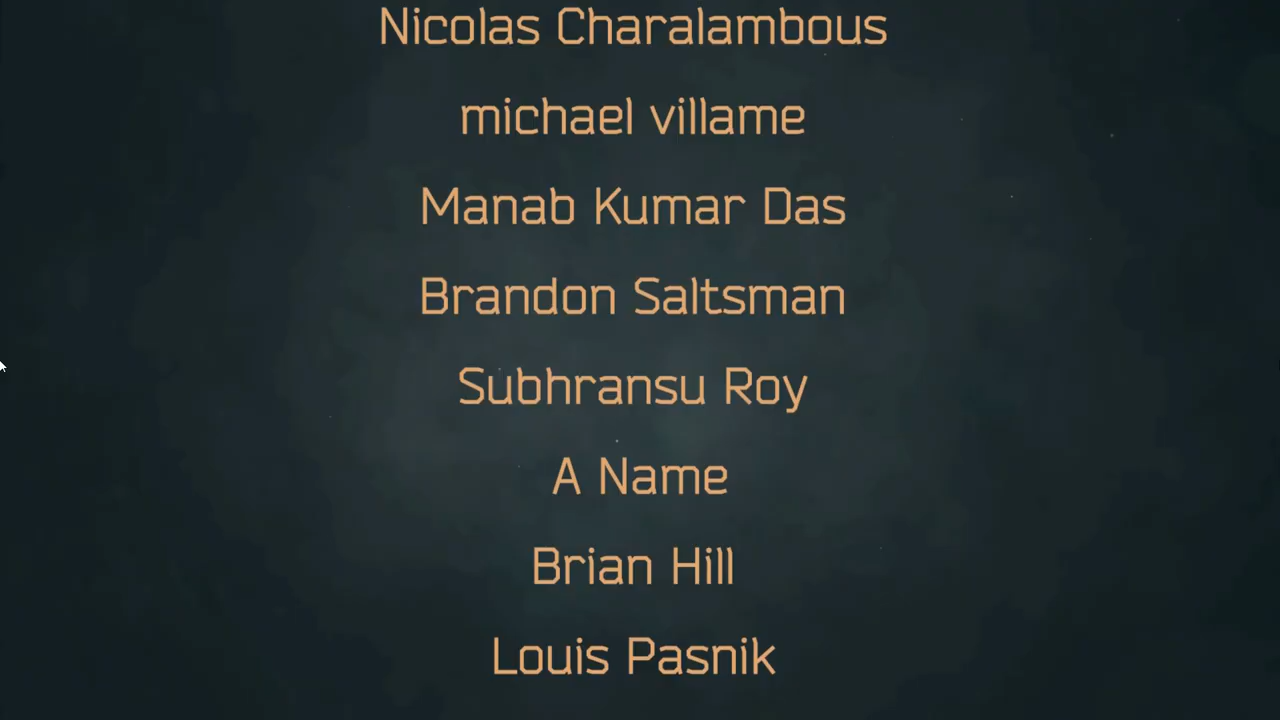 Nicolas Charalambous
michael villame
Manab Kumar Das
Brandon Saltsman
Subhransu Roy
A Name
Brian Hill
Louis Pasnik